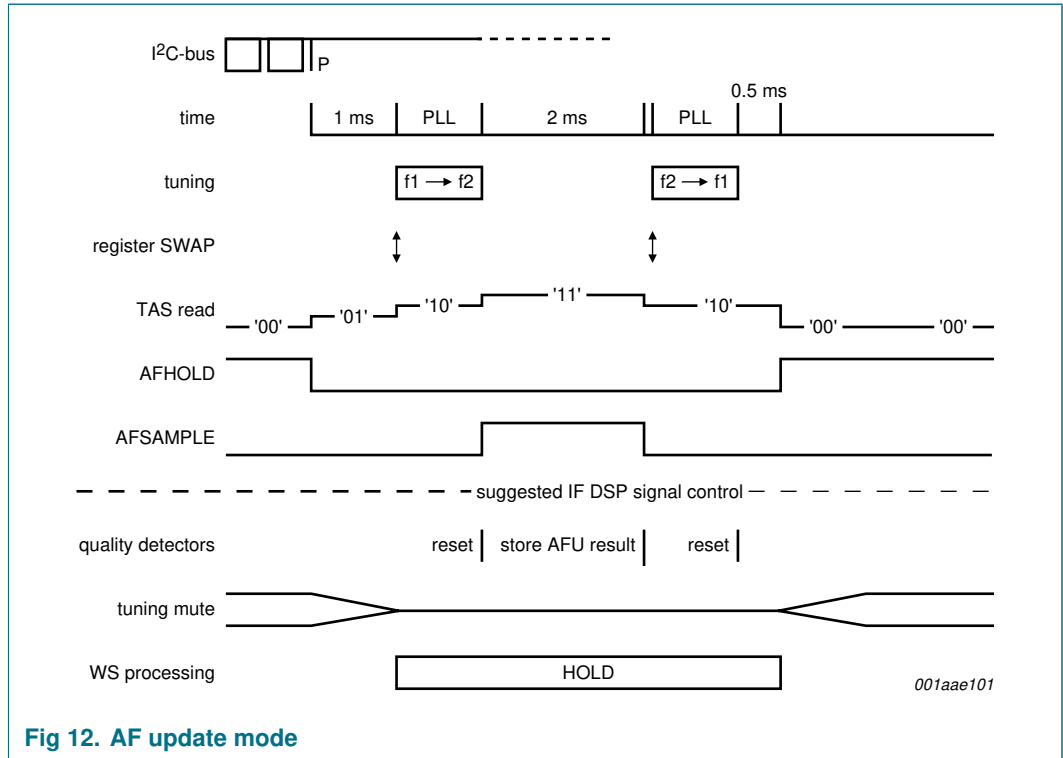 I²C-bus
P
0.5 ms
time
1 ms
PLL
2 ms
PLL
tuning
f1 → f2
f2 → f1
register SWAP
TAS read
'00'
'01'
'10'
'11'
'10'
'00'
'00'
AFHOLD
AFSAMPLE
suggested IF DSP signal control
quality detectors
reset
store AFU result
reset
tuning mute
WS processing
HOLD
001aae101
Fig 12. AF update mode